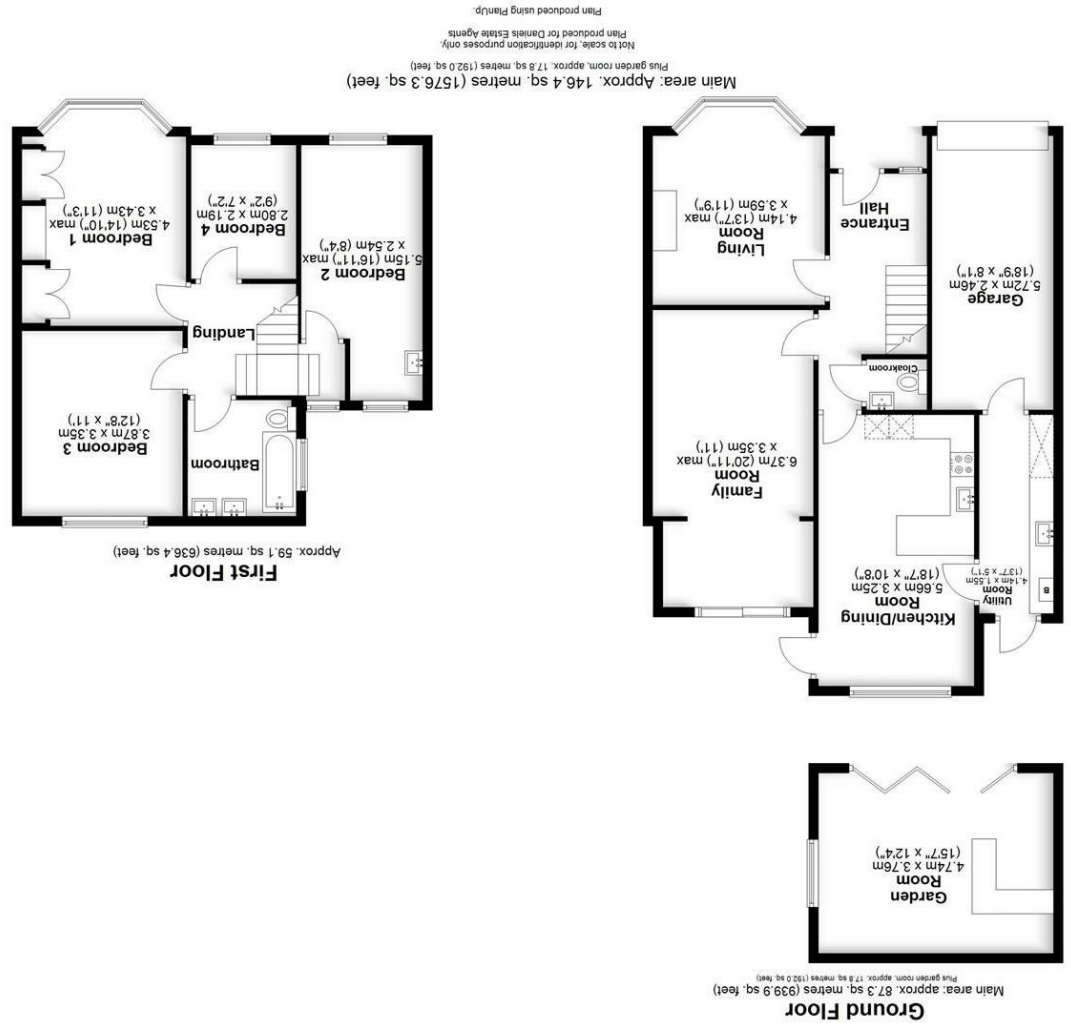 Ground Floor
Main area: approx. 87.3 sq. metres (939.9 sq. feet)
Plus garden room, approx. 17.8 sq. metres (192.0 sq. feet)
Garden
Room
4.74m x 3.76m
(15'7" x 12'4")
Utility
Room
4.14m x 1.55m
(13'7" x 5'1")
Kitchen/Dining
Room
5.66m x 3.25m
(18'7" x 10'8")
Family
Room
6.37m (20'11") max
x 3.35m (11')
Cloakroom
Garage
5.72m x 2.46m
(18'9" x 8'1")
Entrance
Hall
Living
Room
4.14m (13'7") max
x 3.59m (11'9")
First Floor
Approx. 59.1 sq. metres (636.4 sq. feet)
Bathroom
Bedroom 3
3.87m x 3.35m
(12'8" x 11')
Landing
Bedroom 2
5.15m (16'11") max
x 2.54m (8'4")
Bedroom 4
2.80m x 2.19m
(9'2" x 7'2")
Bedroom 1
4.53m (14'10") max
x 3.43m (11'3")
Main area: Approx. 146.4 sq. metres (1576.3 sq. feet)
Plus garden room, approx. 17.8 sq. metres (192.0 sq. feet)
Not to scale, for identification purposes only.
Plan produced for Daniels Estate Agents
Plan produced using PlanUp.